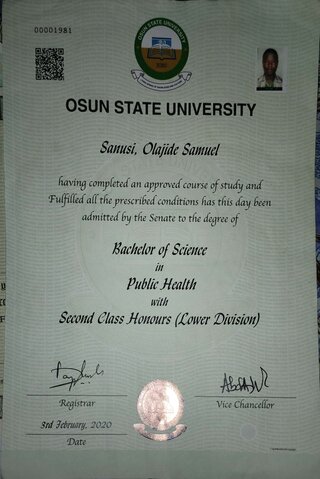 00001981
OSUN STATE UNIVERSITY
Sanusi, Olajide Samuel
having completed an approved course of study and
Fulfilled all the prescribed conditions has this day been
admitted by the Senate to the degree of
Bachelor of Science
in
Public Health
with
Second Class Honours (Lower Division)
Registrar
Vice Chancellor
3rd February, 2020
Date